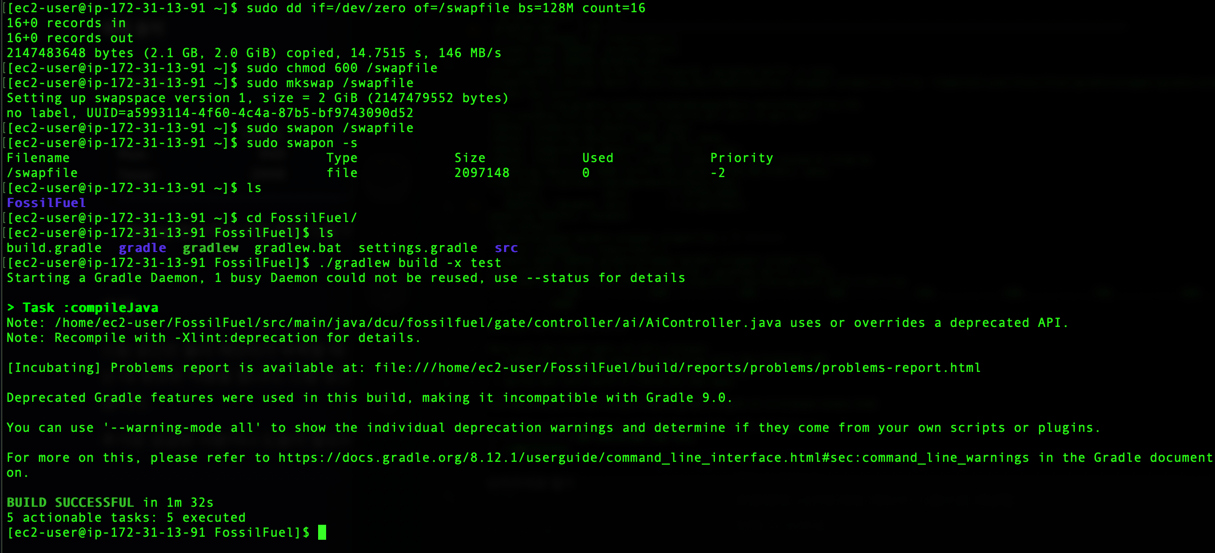 [[ec2-user@ip-172-31-13-91 ~]$ sudo dd if=/dev/zero of=/swapfile bs=128M count=16
16+0 records in
16+0 records out
2147483648 bytes (2.1 GB, 2.0 GiB) copied, 14.7515 s, 146 MB/s
[[ec2-user@ip-172-31-13-91 ~]$ sudo chmod 600 /swapfile
[[ec2-user@ip-172-31-13-91 ~]$ sudo mkswap /swapfile
Setting up swapspace version 1, size = 2 GiB (2147479552 bytes)
no label, UUID=a5993114-4f60-4c4a-87b5-bf9743090d52
[[ec2-user@ip-172-31-13-91 ~]$ sudo swapon /swapfile
[[ec2-user@ip-172-31-13-91 ~]$ sudo swapon -s
Filename Type Size Used Priority
/swapfile file 2097148 0 -2
[[ec2-user@ip-172-31-13-91 ~]$ ls
FossilFuel
[[ec2-user@ip-172-31-13-91 ~]$ cd FossilFuel/
[[ec2-user@ip-172-31-13-91 FossilFuel]$ ls
build.gradle gradle gradlew gradlew.bat settings.gradle src
[[ec2-user@ip-172-31-13-91 FossilFuel]$ ./gradlew build -x test
Starting a Gradle Daemon, 1 busy Daemon could not be reused, use --status for details
> Task :compileJava
Note: /home/ec2-user/FossilFuel/src/main/java/dcu/fossilfuel/gate/controller/ai/AiController.java uses or overrides a deprecated API.
Note: Recompile with -Xlint:deprecation for details.
[Incubating] Problems report is available at: file:///home/ec2-user/FossilFuel/build/reports/problems/problems-report.html
Deprecated Gradle features were used in this build, making it incompatible with Gradle 9.0.
You can use '--warning-mode all' to show the individual deprecation warnings and determine if they come from your own scripts or plugins.
For more on this, please refer to https://docs.gradle.org/8.12.1/userguide/command_line_interface.html#sec:command_line_warnings in the Gradle document
on.
BUILD SUCCESSFUL in 1m 32s
5 actionable tasks: 5 executed
[ec2-user@ip-172-31-13-91 FossilFuel]$